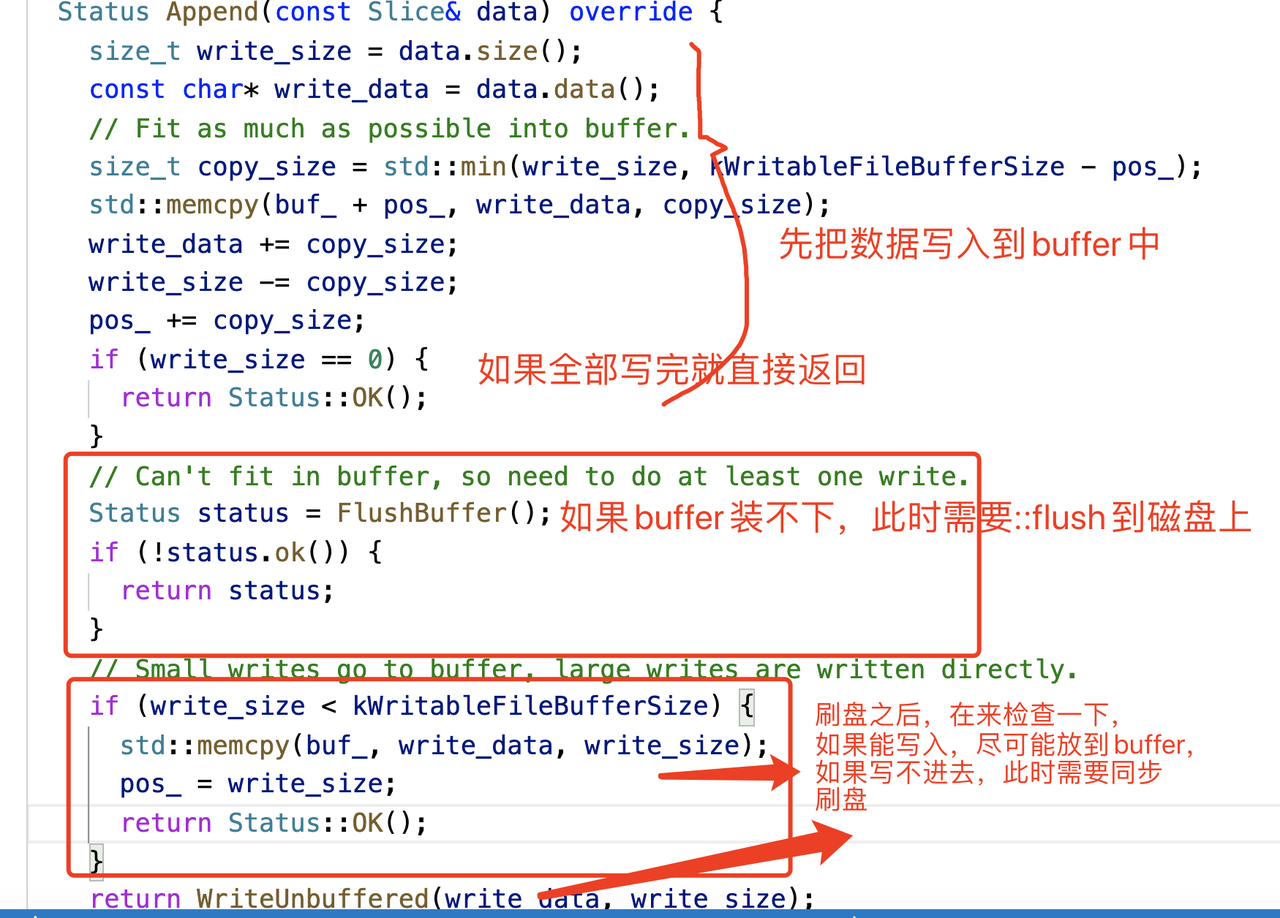 Status Append(const Slice& data) override {
size_t write_size = data.size();
const char* write_data = data.data();
// Fit as much as possible into buffer.
size_t copy_size = std::min(write_size, kWritableFileBufferSize - pos_);
std::memcpy(buf_ + pos_, write_data, copy_size);
先把数据写入到buffer中
write_data += copy_size;
write_size -= copy_size;
pos_ += copy_size;
if (write_size == 0) {
如果全部写完就直接返回
return Status::OK();
}
// Can't fit in buffer, so need to do at least one write.
Status status = FlushBuffer();
如果buffer装不下，此时需要::flush到磁盘上
if (!status.ok()) {
return status;
}
// Small writes go to buffer, large writes are written directly.
if (write_size < kWritableFileBufferSize) {
std::memcpy(buf_, write_data, write_size);
pos_ = write_size;
return Status::OK();
}
刷盘之后，在来检查一下，
如果能写入，尽可能放到buffer，
如果写不进去，此时需要同步
刷盘
return WriteUnbuffered(write_data, write_size);